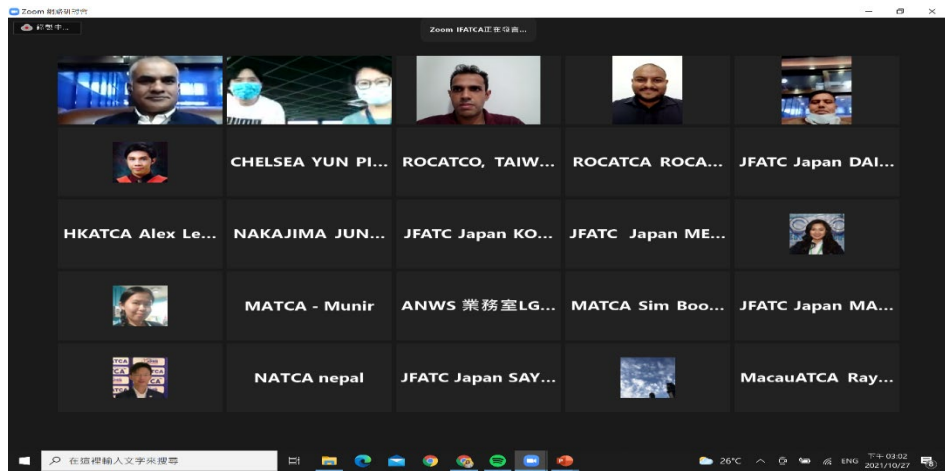 Zoom 網路研討會
錄製中...
Zoom IFATCA正在發言...
CHELSEA YUN PI...
ROCATCO, TAIW...
ROCATCA ROCA...
JFATC Japan DAI...
HKATCA Alex Le...
NAKAJIMA JUN...
JFATC Japan KO...
JFATC Japan ME...
MATCA - Munir
ANWS 業務室LG...
MATCA Sim Boo...
JFATC Japan MA...
NATCA nepal
JFATC Japan SAY...
MacauATCA Ray...
在這裡輸入文字來搜尋
26°C
ENG
下午 03:02
2021/10/27